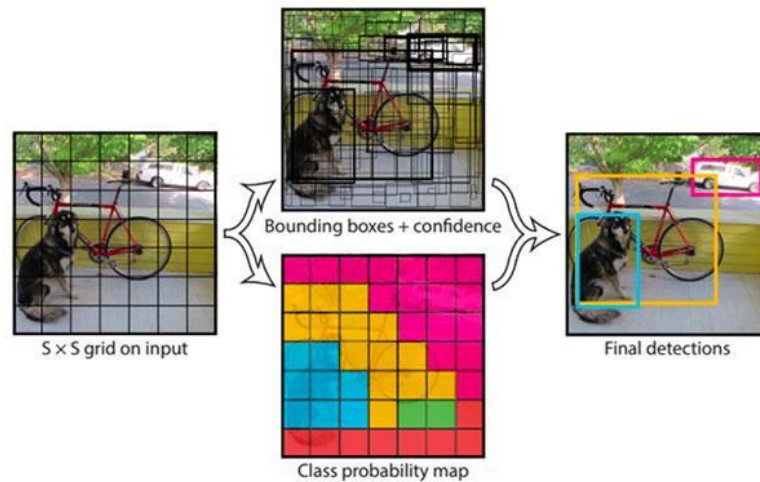 Bounding boxes + confidence
S × S grid on input
Final detections
Class probability map